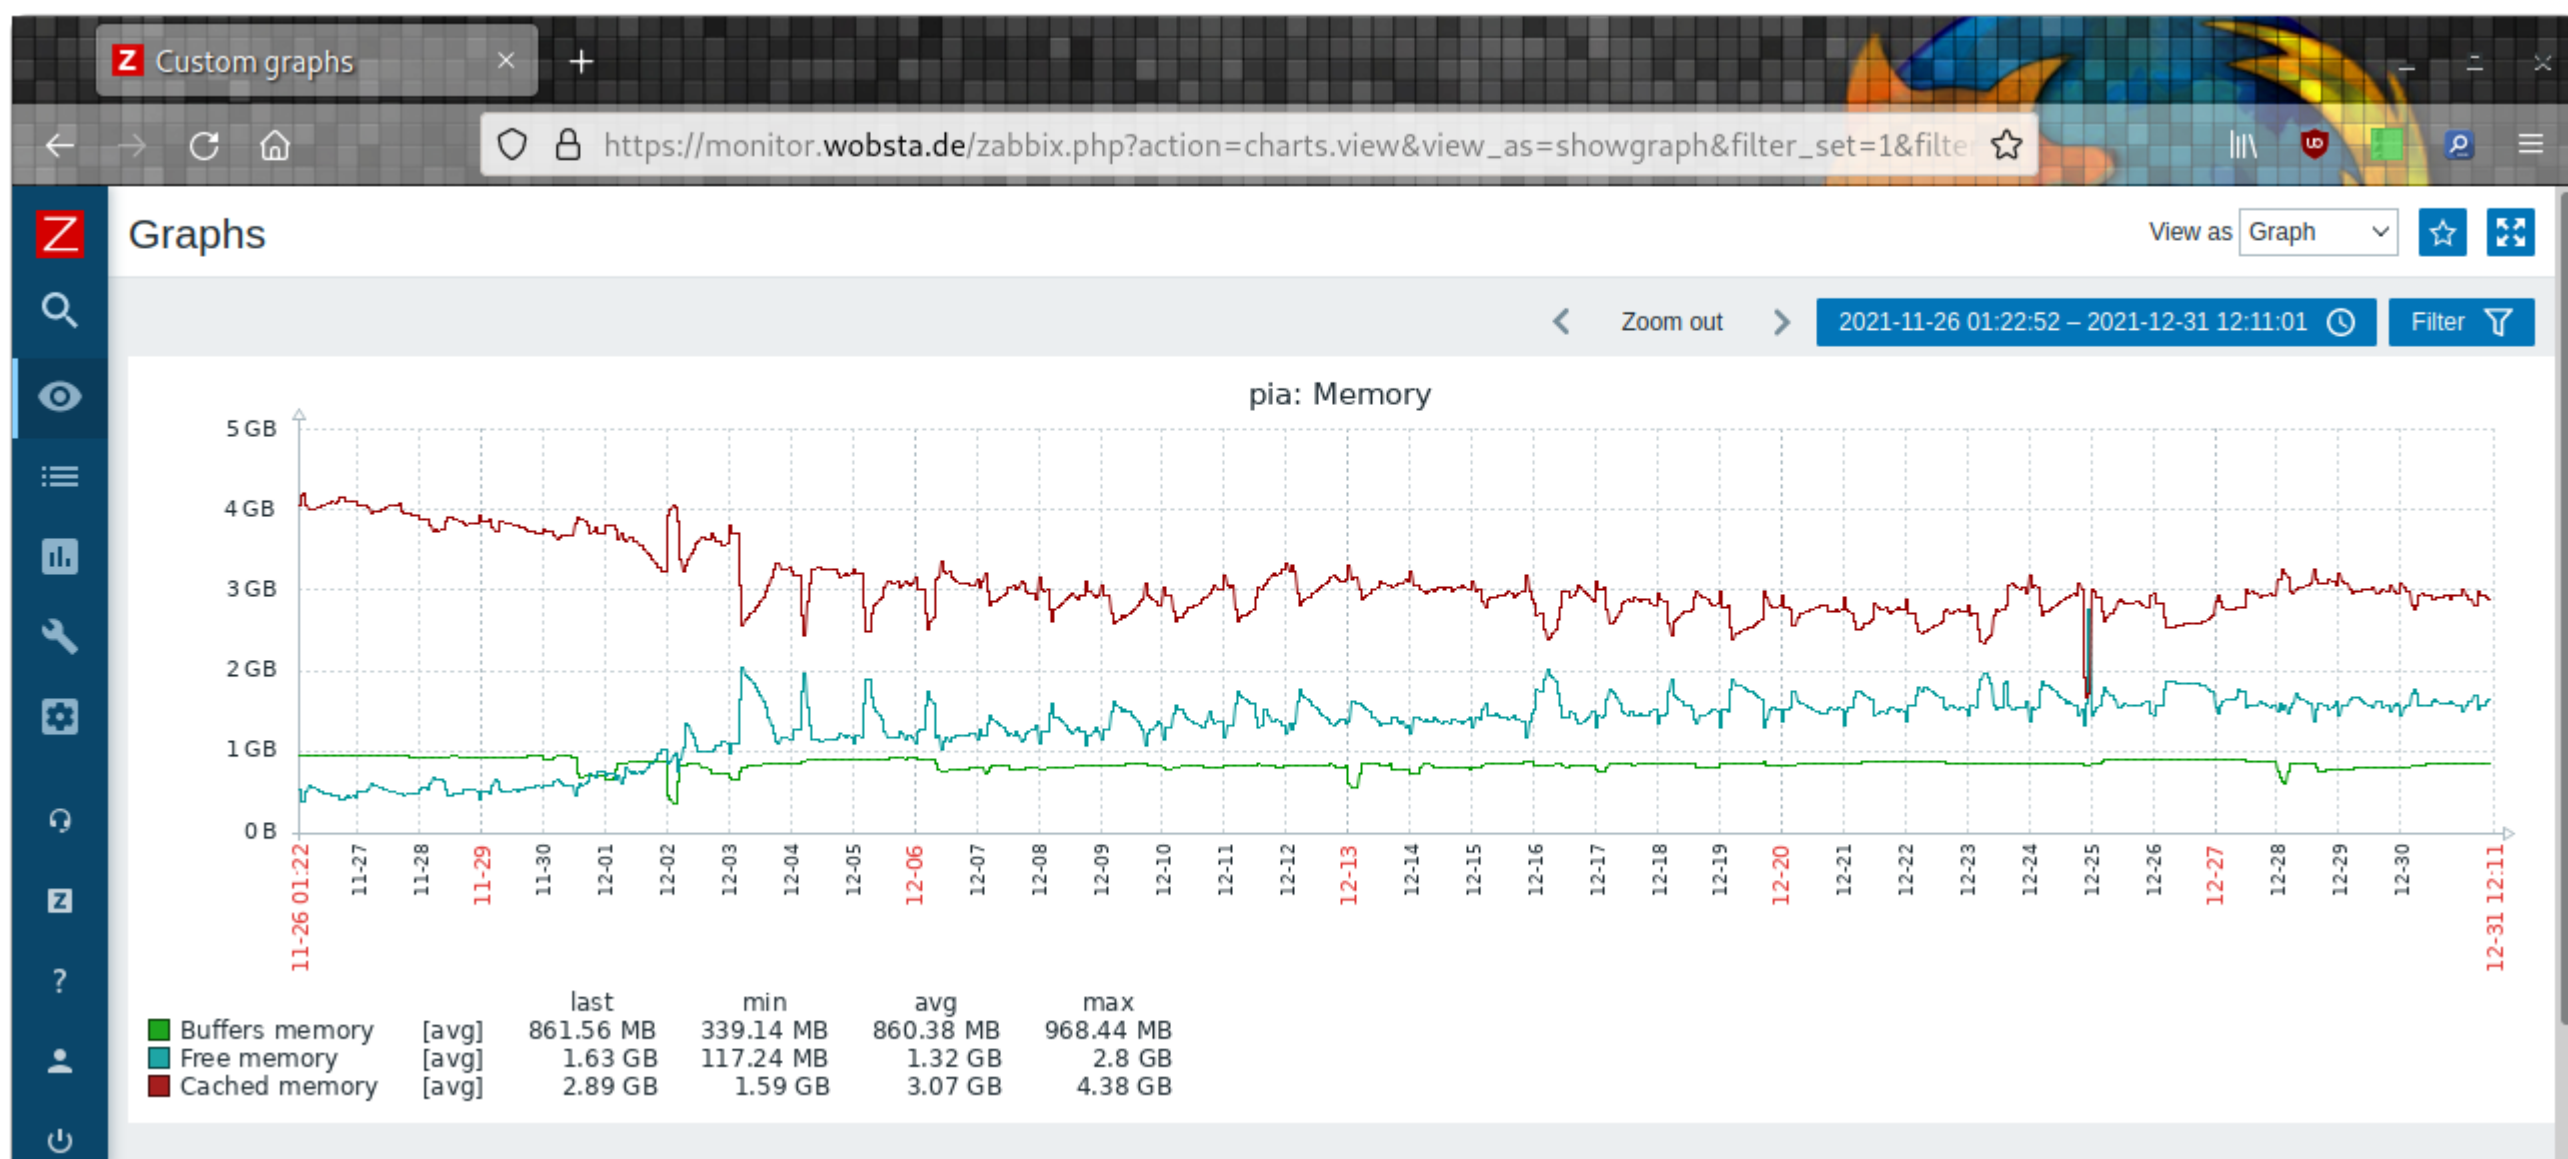 Z Custom graphs
https://monitor.wobsta.de/zabbix.php?action=charts.view&view_as=showgraph&filter_set=1&filte
Z
Graphs
View as Graph
Zoom out
2021-11-26 01:22:52 – 2021-12-31 12:11:01
Filter
pia: Memory
5 GB
4 GB
3 GB
2 GB
1 GB
0 B
11-26 01:22 11-27 11-28 11-29 11-30 12-01 12-02 12-03 12-04 12-05 12-06 12-07 12-08 12-09 12-10 12-11 12-12 12-13 12-14 12-15 12-16 12-17 12-18 12-19 12-20 12-21 12-22 12-23 12-24 12-25 12-26 12-27 12-28 12-29 12-30 12-31 12:11
Z
?
last min avg max
Buffers memory [avg] 861.56 MB 339.14 MB 860.38 MB 968.44 MB
Free memory [avg] 1.63 GB 117.24 MB 1.32 GB 2.8 GB
Cached memory [avg] 2.89 GB 1.59 GB 3.07 GB 4.38 GB